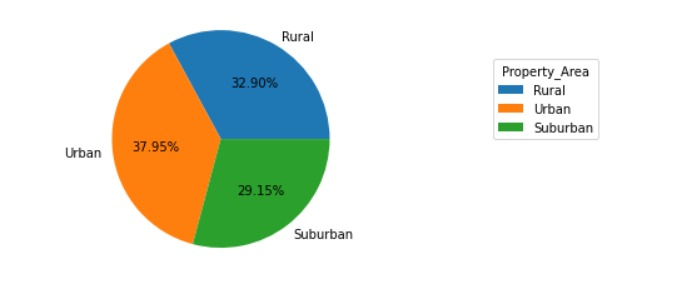 Rural
32.90%
Urban
37.95%
29.15%
Suburban
Property_Area
Rural
Urban
Suburban